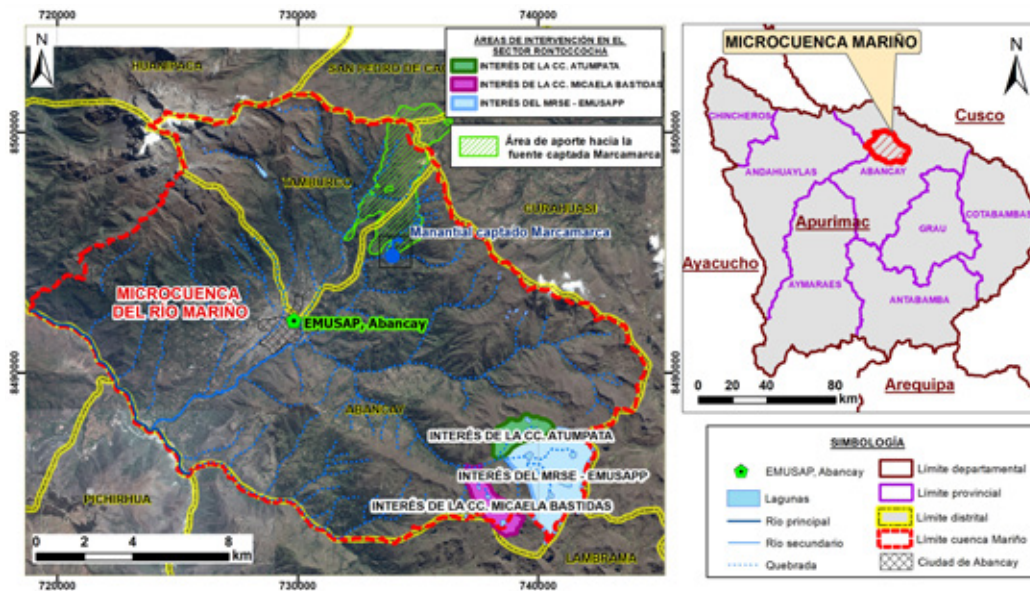 720000
730000
740000
N
HUANIPACA
SAN PEDRO DE CAC
ÁREAS DE INTERVENCIÓN EN EL
SECTOR RONTOCCOCHA
INTERÉS DE LA CC. ATUMPATA
INTERÉS DE LA CC. MICAELA BASTIDAS
INTERÉS DEL MRSE - EMUSAPP
Área de aporte hacia la
fuente captada Marcamarca
8500000
8500000
TAMBURCO
CURAHUASI
Manantial captado Marcamarca
MICROCUENCA
DEL RÍO MARIÑO
EMUSAP, Abancay
8490000
8490000
ABANCAY
INTERÉS DE LA CC. ATUMPATA
INTERÉS DEL MRSE - EMUSAPP
INTERÉS DE LA CC. MICAELA BASTIDAS
PICHIRHUA
LAMBRAMA
0 2 4 8
km
720000
730000
740000
MICROCUENCA MARIÑO
N
Cusco
CHINCHEROS
ANDAHUAYLAS
ABANCAY
COTABAMBAS
Apurimac
GRAU
Ayacucho
AYMARAES
ANTABAMBA
Arequipa
0 20 40 80
km
SIMBOLOGÍA
EMUSAP, Abancay
Lagunas
Río principal
Río secundario
Quebrada
Límite departamental
Límite provincial
Límite distrital
Límite cuenca Mariño
Ciudad de Abancay